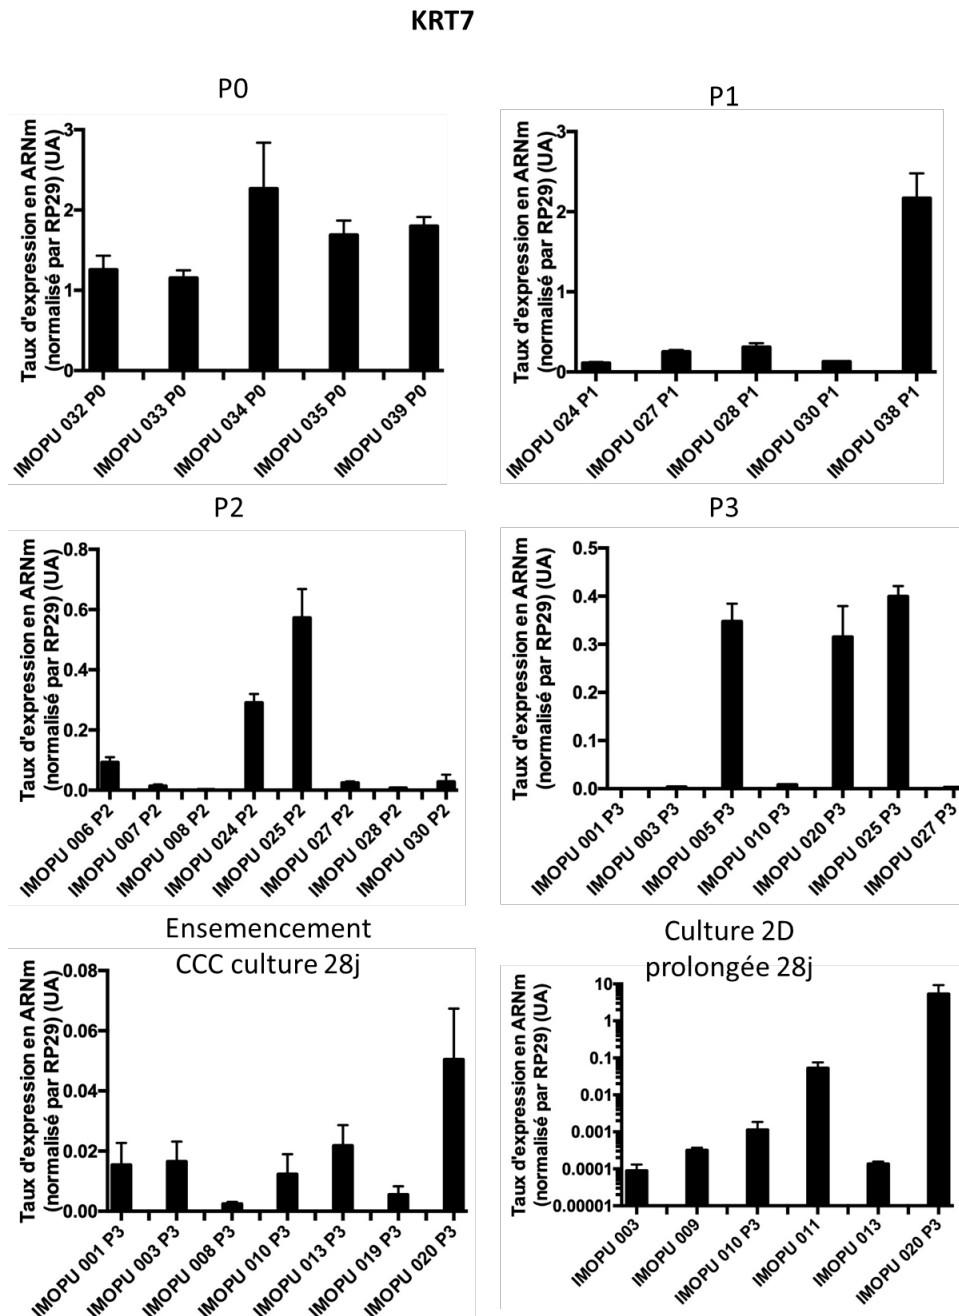 KRT7
P0
Taux d'expression en ARNm
(normalisé par RP29) (UA)
3
2
1
0
IMOPU 032 P0
IMOPU 033 P0
IMOPU 034 P0
IMOPU 035 P0
IMOPU 039 P0
P1
Taux d'expression en ARNm
(normalisé par RP29) (UA)
3
2
1
0
IMOPU 024 P1
IMOPU 027 P1
IMOPU 028 P1
IMOPU 030 P1
IMOPU 038 P1
P2
Taux d'expression en ARNm
(normalisé par RP29) (UA)
0.8
0.6
0.4
0.2
0.0
IMOPU 006 P2
IMOPU 007 P2
IMOPU 008 P2
IMOPU 024 P2
IMOPU 025 P2
IMOPU 027 P2
IMOPU 028 P2
IMOPU 030 P2
P3
Taux d'expression en ARNm
(normalisé par RP29) (UA)
0.5
0.4
0.3
0.2
0.1
0.0
IMOPU 001 P3
IMOPU 003 P3
IMOPU 005 P3
IMOPU 010 P3
IMOPU 020 P3
IMOPU 025 P3
IMOPU 027 P3
Ensemencement
CCC culture 28j
Taux d'expression en ARNm
(normalisé par RP29) (UA)
0.08
0.06
0.04
0.02
0.00
IMOPU 001 P3
IMOPU 003 P3
IMOPU 008 P3
IMOPU 010 P3
IMOPU 013 P3
IMOPU 019 P3
IMOPU 020 P3
Culture 2D
prolongée 28j
Taux d'expression en ARNm
(normalisé par RP29) (UA)
10
1
0.1
0.01
0.001
0.0001
0.00001
IMOPU 003
IMOPU 009
IMOPU 010 P3
IMOPU 011
IMOPU 013
IMOPU 020 P3